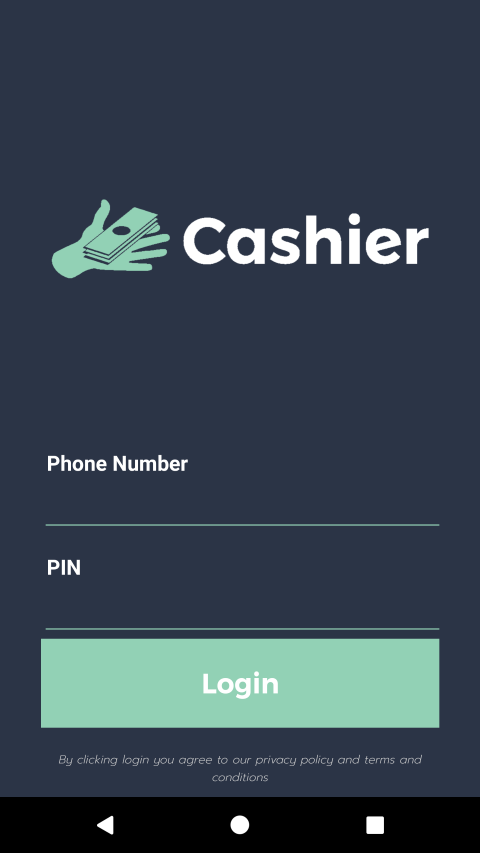 Cashier
Phone Number
PIN
Login
By clicking login you agree to our privacy policy and terms and
conditions